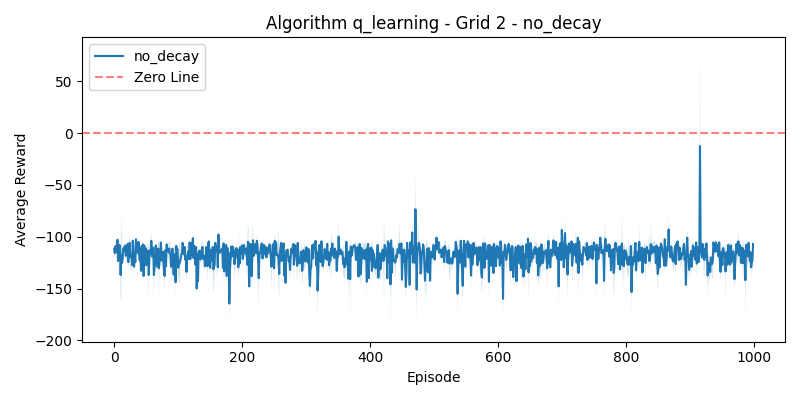 Algorithm q_learning - Grid 2 - no_decay
no_decay
Zero Line
Average Reward
50
0
−50
−100
−150
−200
0
200
400
600
800
1000
Episode